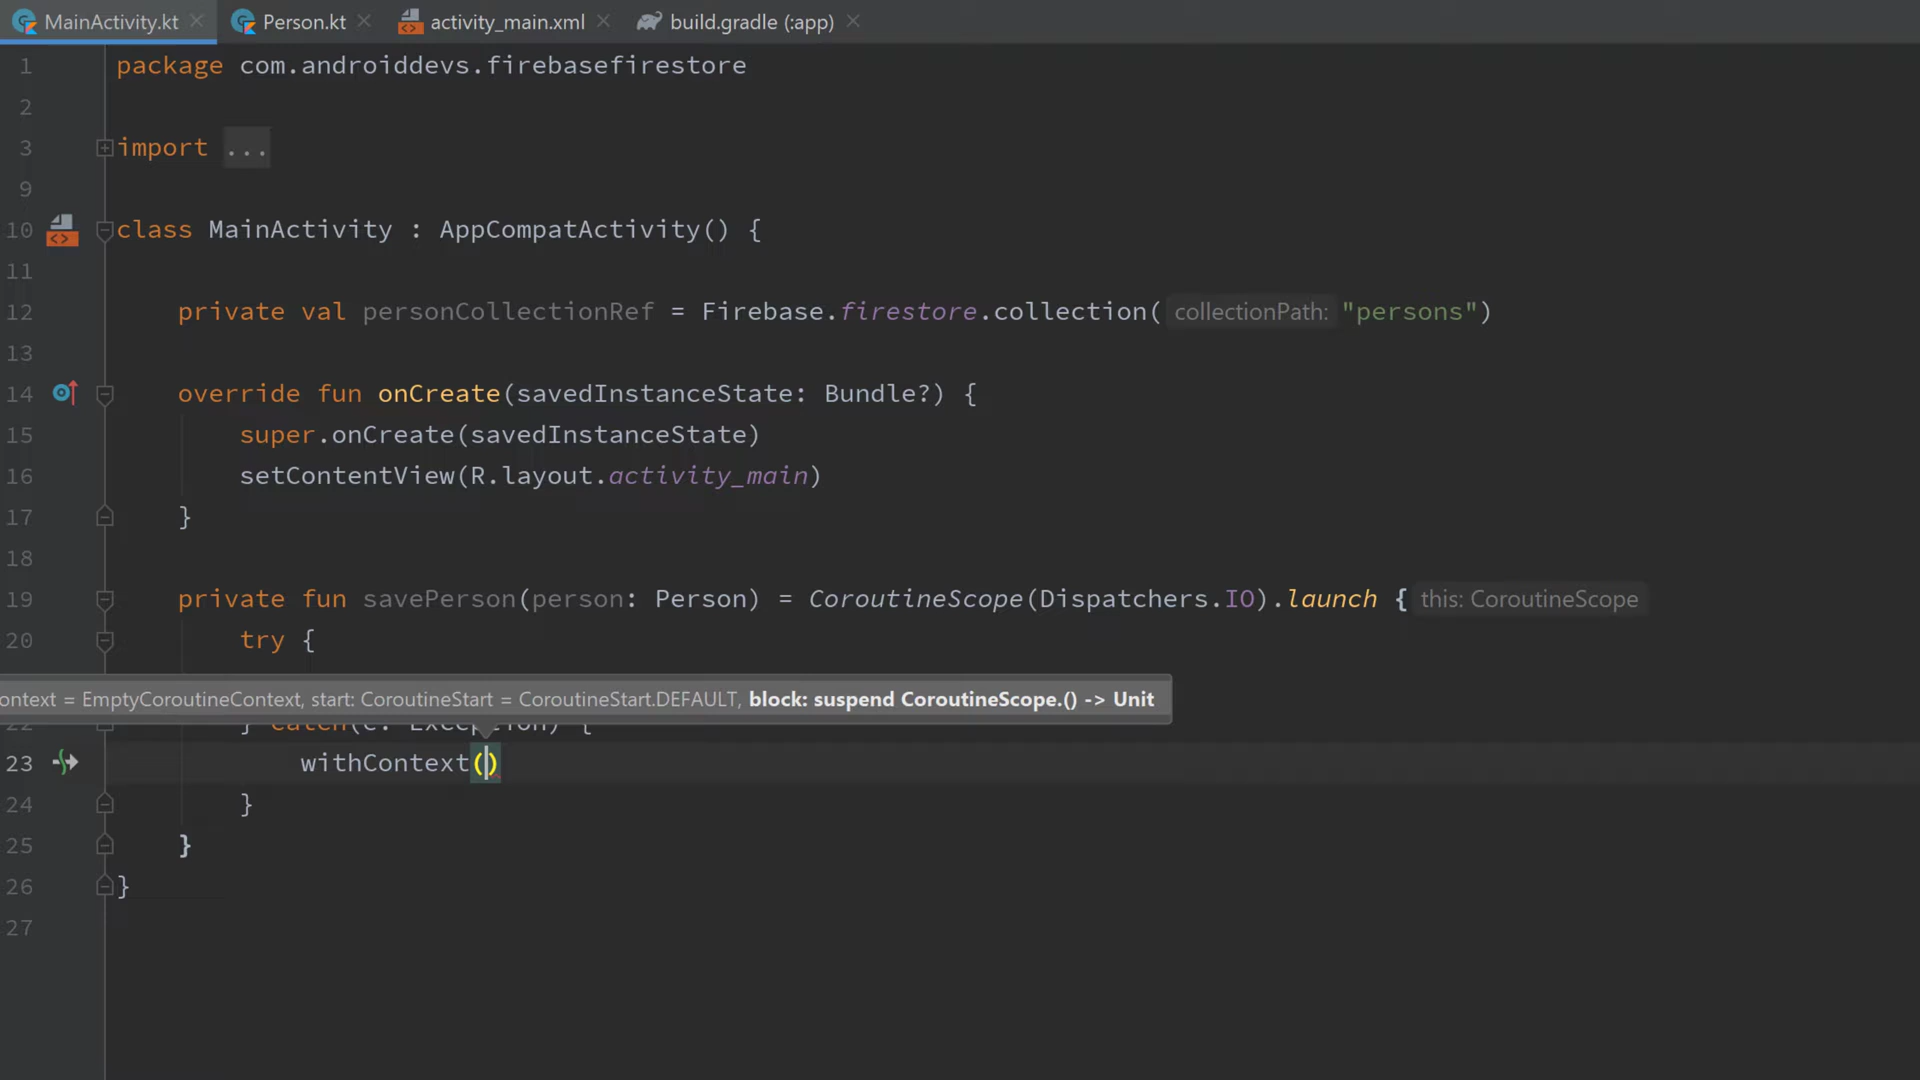 MainActivity.kt Person.kt activity_main.xml build.gradle (:app)
1 package com.androiddevs.firebasefirestore
2
3 import ...
9
10 class MainActivity : AppCompatActivity() {
11
12 private val personCollectionRef = Firebase.firestore.collection( collectionPath: "persons")
13
14 override fun onCreate(savedInstanceState: Bundle?) {
15 super.onCreate(savedInstanceState)
16 setContentView(R.layout.activity_main)
17 }
18
19 private fun savePerson(person: Person) = CoroutineScope(Dispatchers.IO).launch { this: CoroutineScope
20 try {
ontext = EmptyCoroutineContext, start: CoroutineStart = CoroutineStart.DEFAULT, block: suspend CoroutineScope.() -> Unit
22 } catch(e: Exception) {
23 withContext()
24 }
25 }
26 }
27